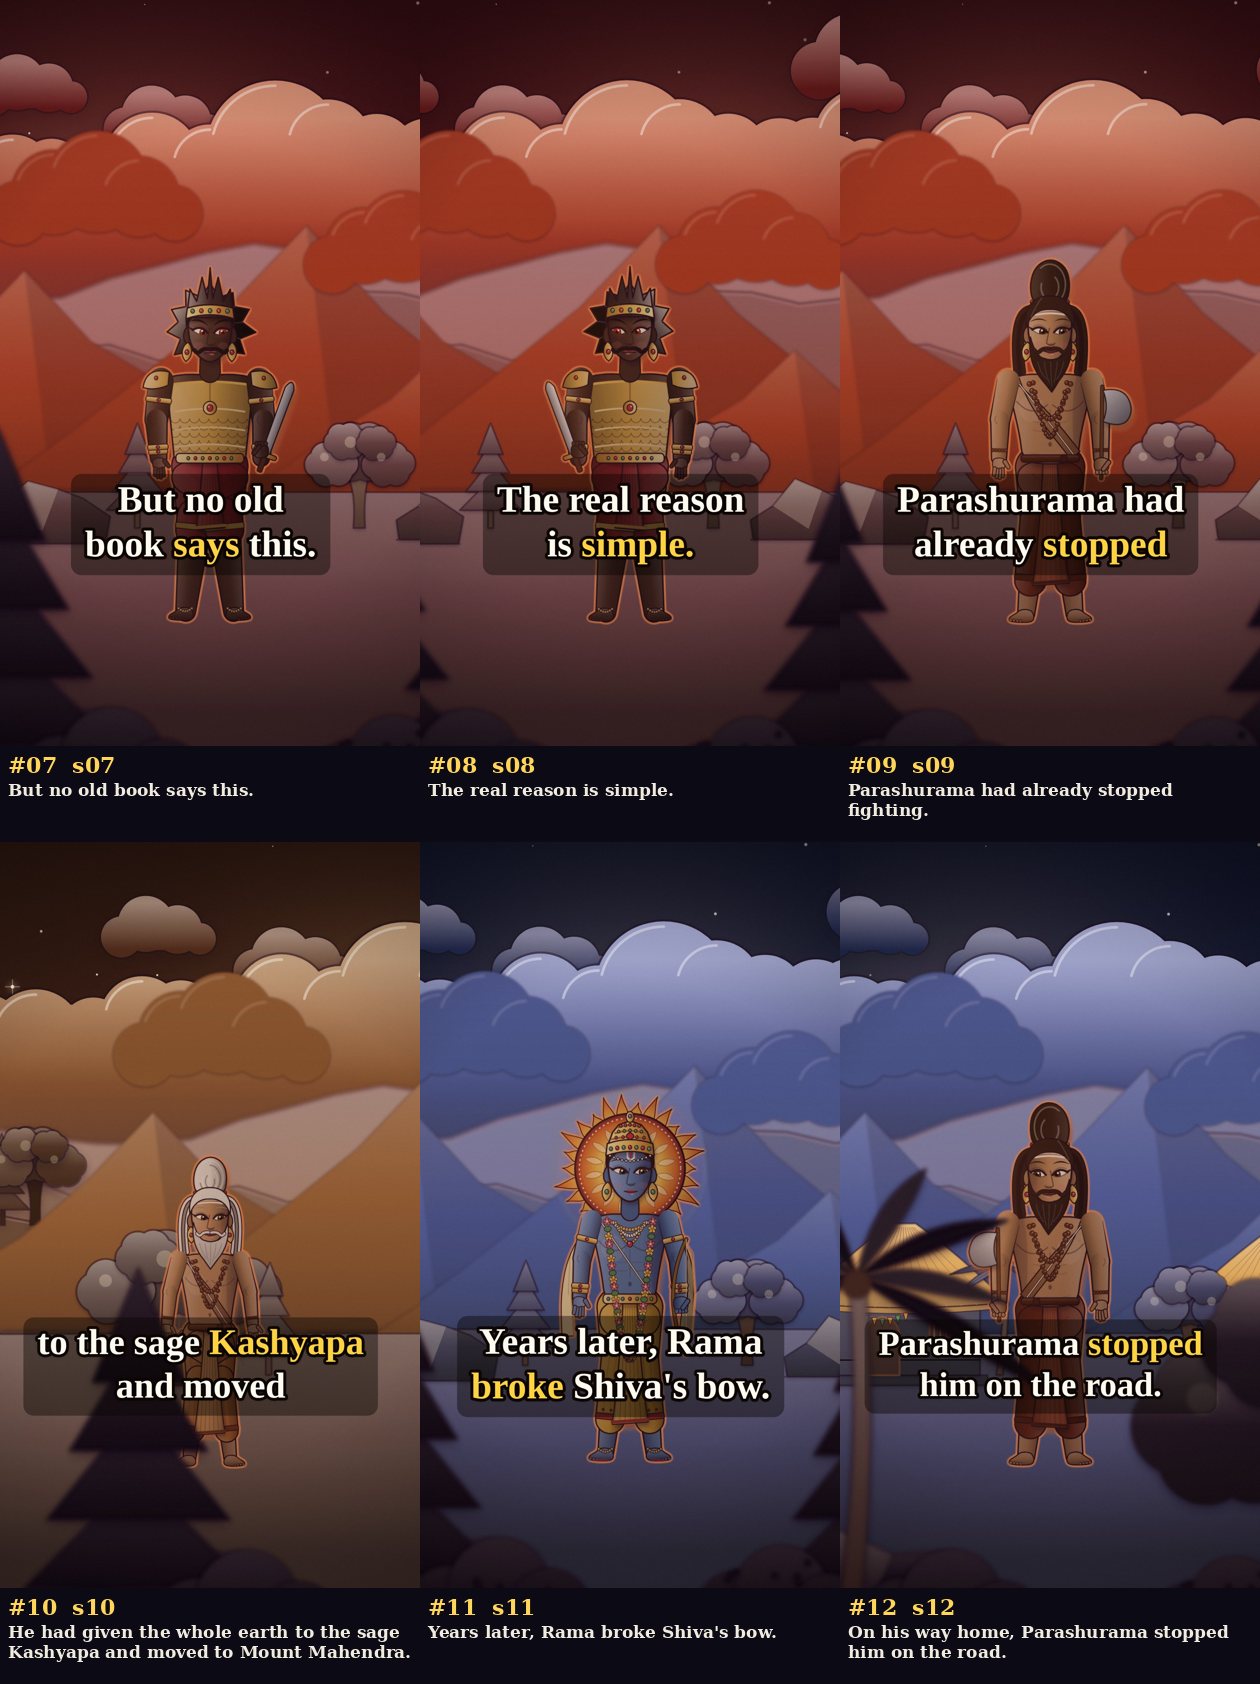 But no old
book says this.
The real reason
is simple.
Parashurama had
already stopped
#07 s07
But no old book says this.
#08 s08
The real reason is simple.
#09 s09
Parashurama had already stopped
fighting.
to the sage Kashyapa
and moved
Years later, Rama
broke Shiva's bow.
Parashurama stopped
him on the road.
#10 s10
He had given the whole earth to the sage
Kashyapa and moved to Mount Mahendra.
#11 s11
Years later, Rama broke Shiva's bow.
#12 s12
On his way home, Parashurama stopped
him on the road.